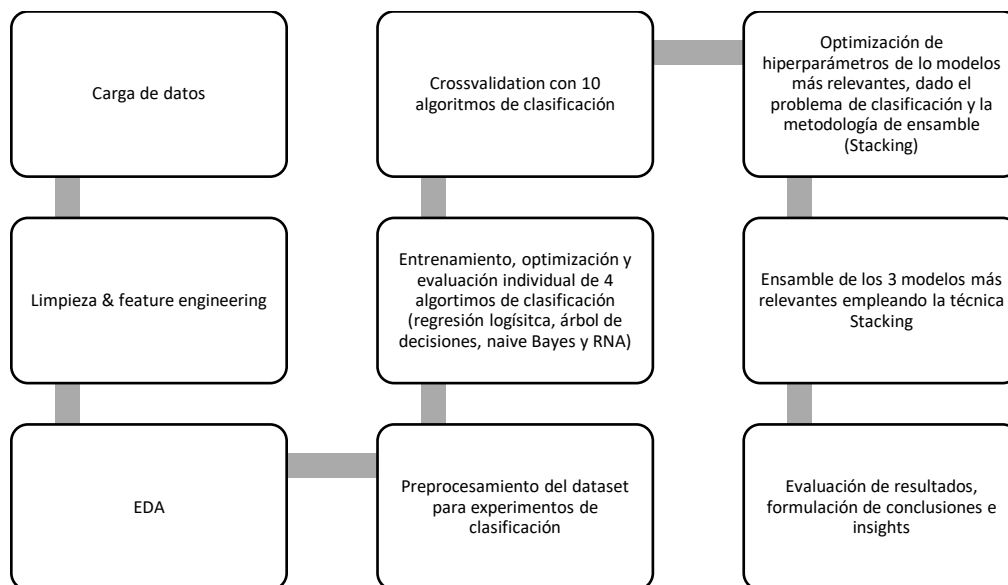 Carga de datos
Limpieza & feature engineering
EDA
Preprocesamiento del dataset
para experimentos de
clasificación
Entrenamiento, optimización y
evaluación individual de 4
algortimos de clasificación
(regresión logísitca, árbol de
decisiones, naive Bayes y RNA)
Crossvalidation con 10
algoritmos de clasificación
Optimización de
hiperparámetros de lo modelos
más relevantes, dado el
problema de clasificación y la
metodología de ensamble
(Stacking)
Ensamble de los 3 modelos más
relevantes empleando la técnica
Stacking
Evaluación de resultados,
formulación de conclusiones e
insights